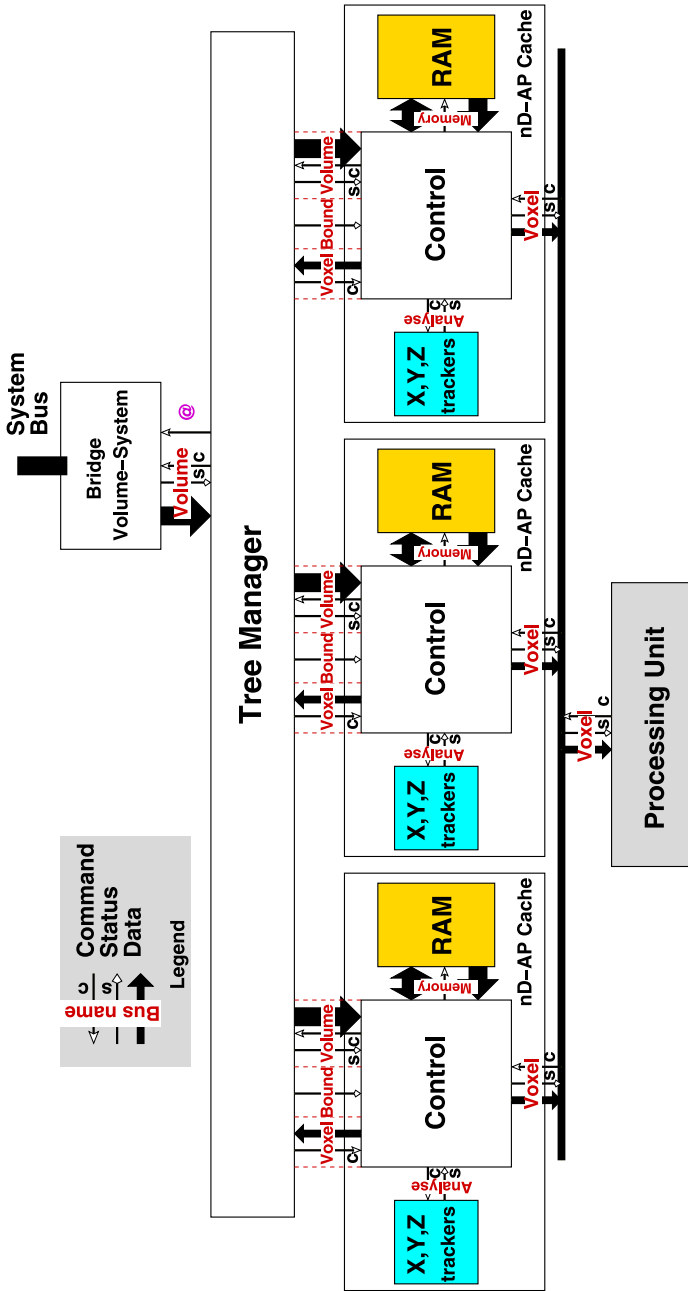 System
Bus
Bridge
Volume-System
Volume
s
c
@
Command
Status
Data
c
s
Bus name
Legend
Tree Manager
Voxel
Bound
Volume
c
s
c
Voxel
Bound
Volume
c
s
c
Voxel
Bound
Volume
c
s
c
X,Y,Z
trackers
Analyse
c
s
Control
Memory
RAM
nD-AP Cache
X,Y,Z
trackers
Analyse
c
s
Control
Memory
RAM
nD-AP Cache
X,Y,Z
trackers
Analyse
c
s
Control
Memory
RAM
nD-AP Cache
Voxel
s
c
Voxel
s
c
Voxel
s
c
Voxel
s
c
Processing Unit